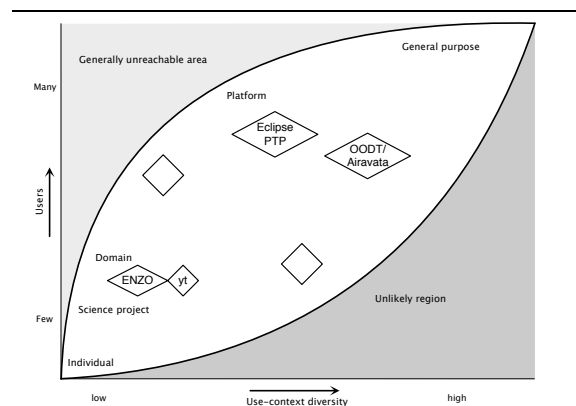 Generally unreachable area
General purpose
Many
Platform
Eclipse
PTP
OODT/
Airavata
Users
Domain
ENZO
yt
Science project
Unlikely region
Few
Individual
low
Use-context diversity
high